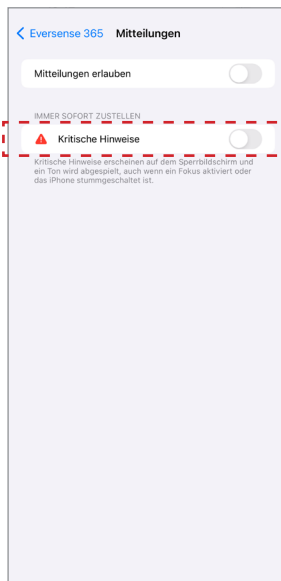 Eversense 365 Mitteilungen
Mitteilungen erlauben
IMMER SOFORT ZUSTELLEN
Kritische Hinweise
Kritische Hinweise erscheinen auf dem Sperrbildschirm und
ein Ton wird abgespielt, auch wenn ein Fokus aktiviert oder
das iPhone stummgeschaltet ist.